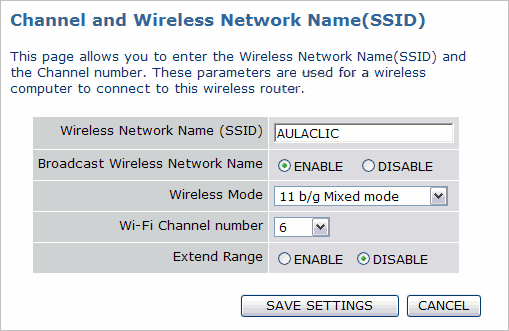 Channel and Wireless Network Name(SSID)
This page allows you to enter the Wireless Network Name(SSID) and
the Channel number. These parameters are used for a wireless
computer to connect to this wireless router.
Wireless Network Name (SSID) AULACLIC
Broadcast Wireless Network Name ENABLE DISABLE
Wireless Mode 11 b/g Mixed mode
Wi-Fi Channel number 6
Extend Range ENABLE DISABLE
SAVE SETTINGS CANCEL